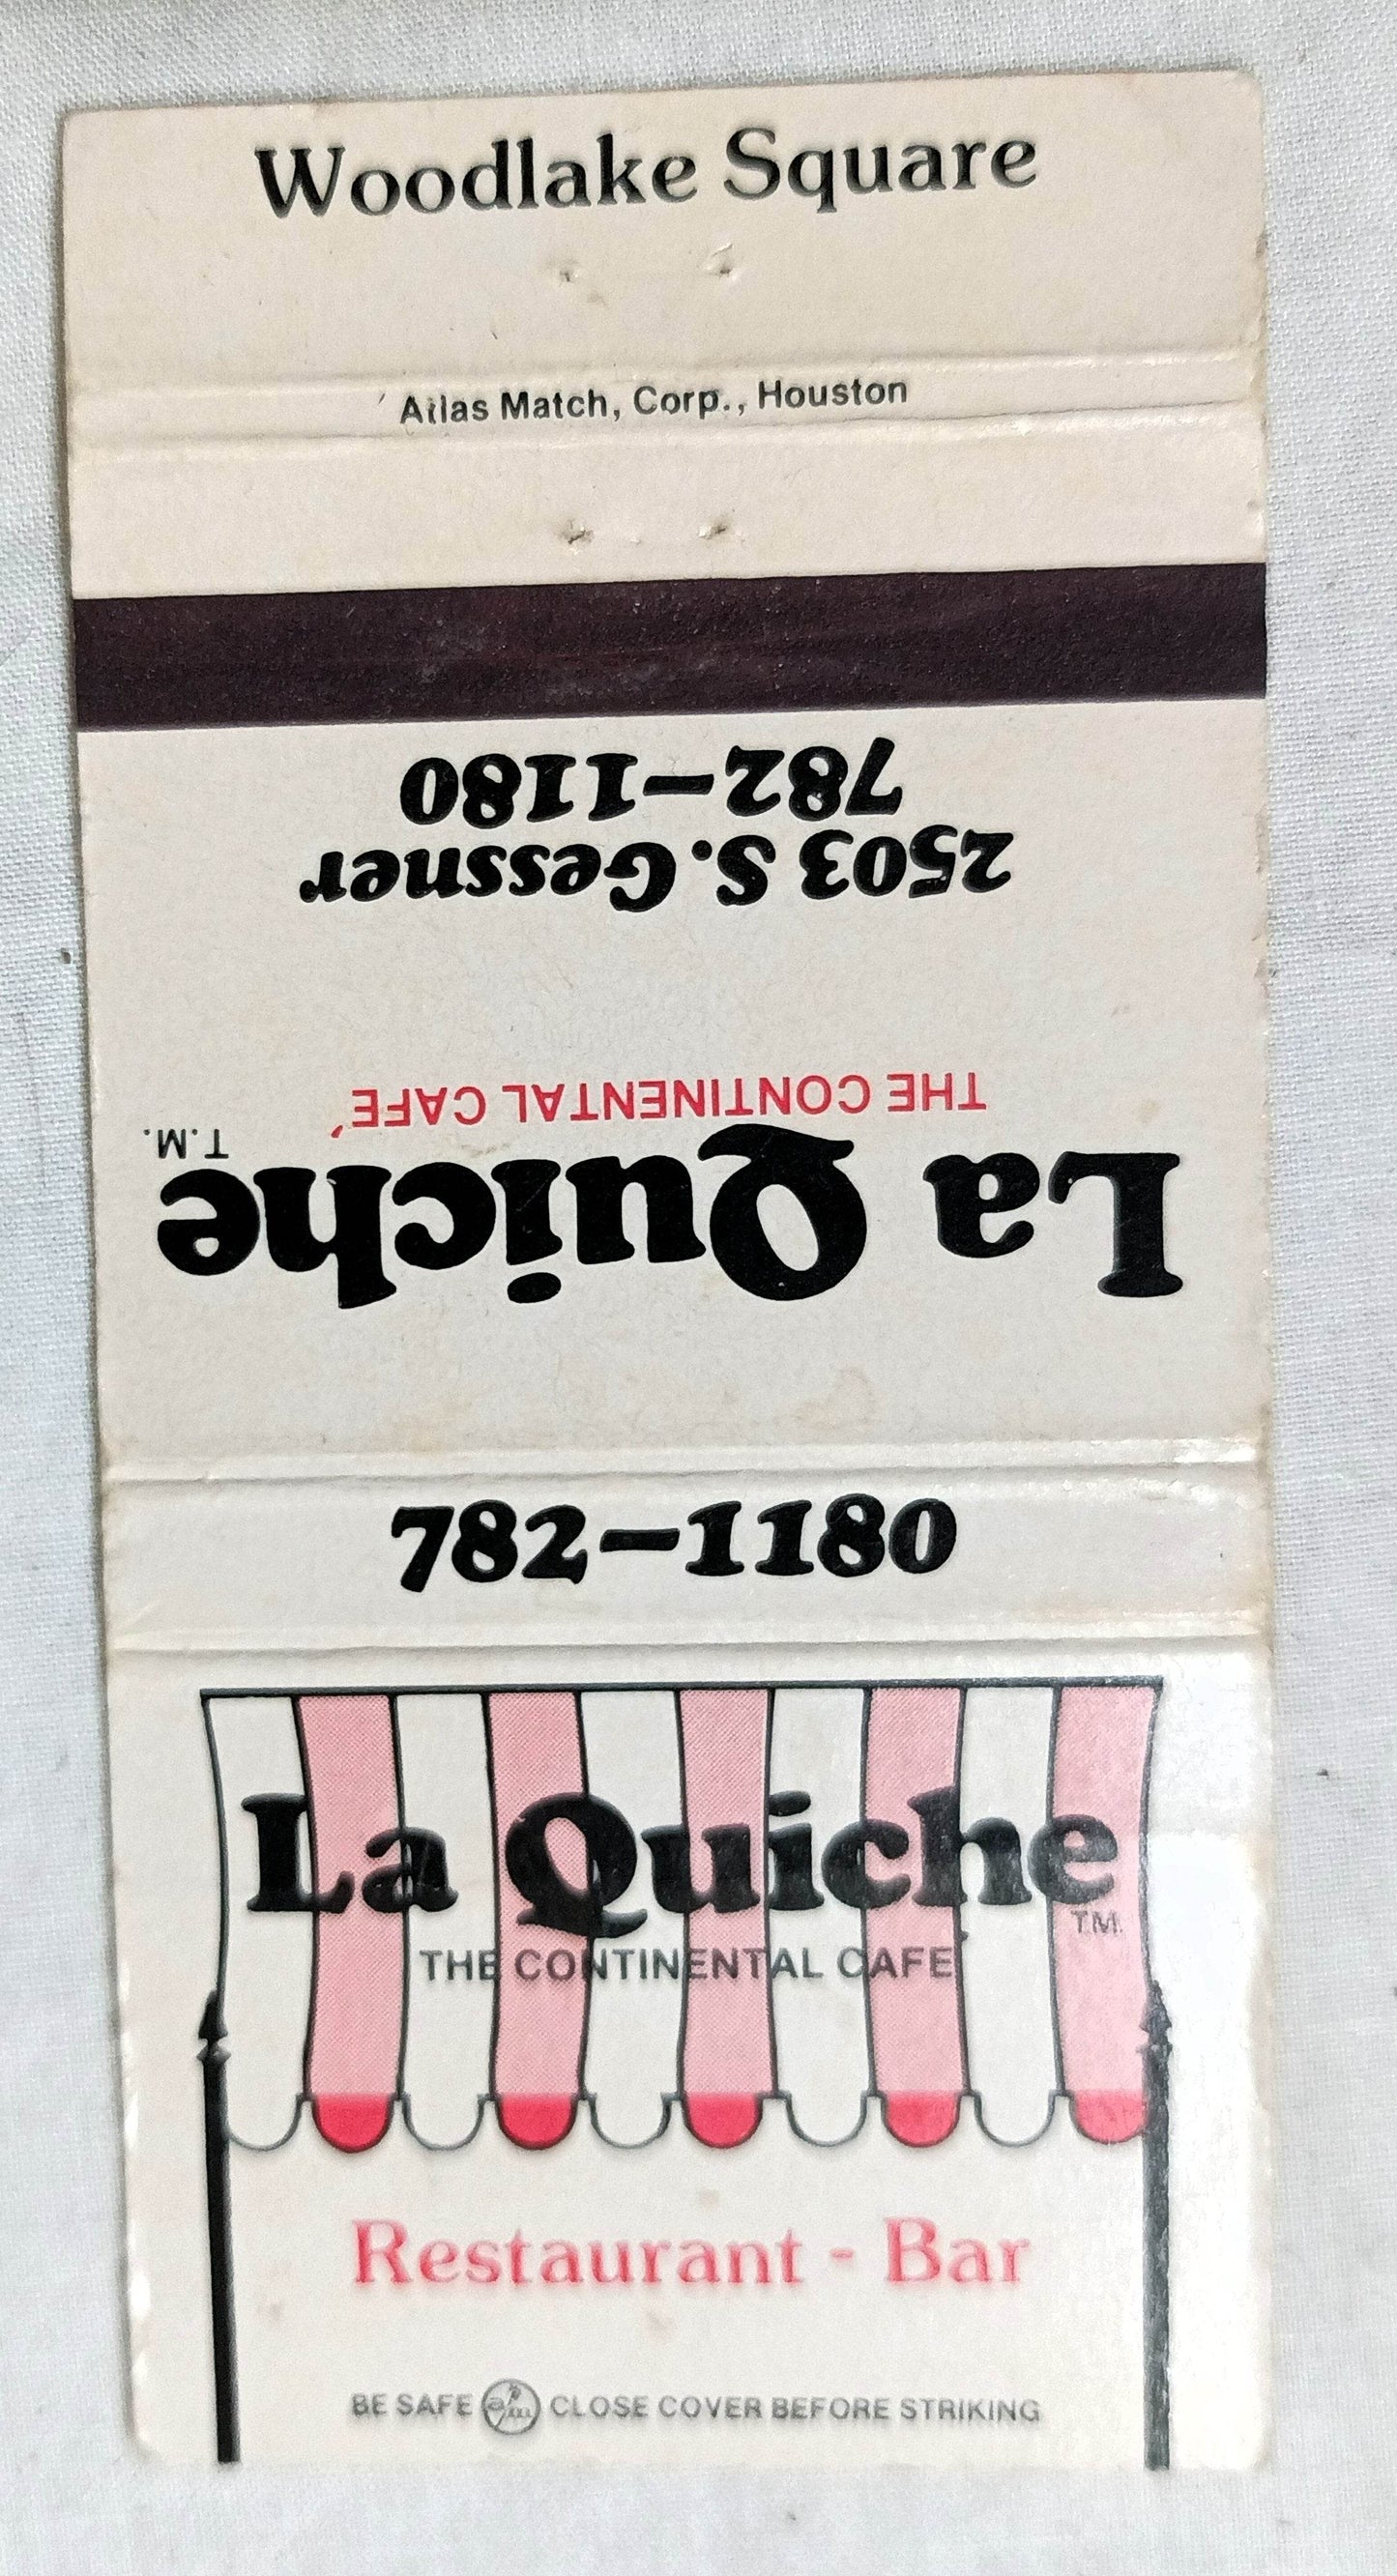 Woodlake Square
Atlas Match, Corp., Houston
La Quiche
T.M.
THE CONTINENTAL CAFE´
2503 S. Gessner
782-1180
782-1180
La Quiche
T.M.
THE CONTINENTAL CAFE´
Restaurant - Bar
BE SAFE CLOSE COVER BEFORE STRIKING